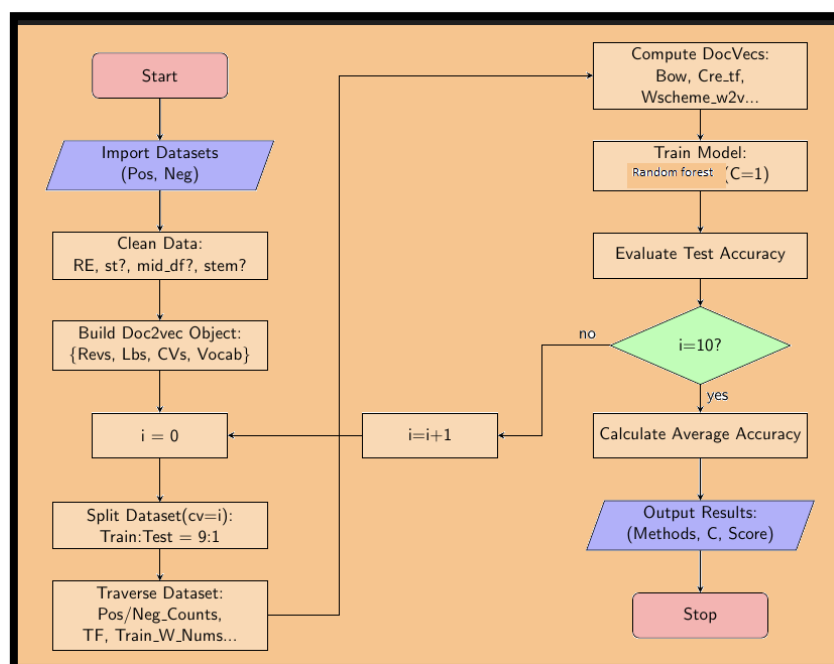 Start
Import Datasets
(Pos, Neg)
Clean Data:
RE, st?, mid_df?, stem?
Build Doc2vec Object:
{Revs, Lbs, CVs, Vocab}
i = 0
Split Dataset(cv=i):
Train:Test = 9:1
Traverse Dataset:
Pos/Neg_Counts,
TF, Train_W_Nums...
Compute DocVecs:
Bow, Cre_tf,
Wscheme_w2v...
Train Model:
Random forest (C=1)
Evaluate Test Accuracy
i=10?
no
i=i+1
yes
Calculate Average Accuracy
Output Results:
(Methods, C, Score)
Stop